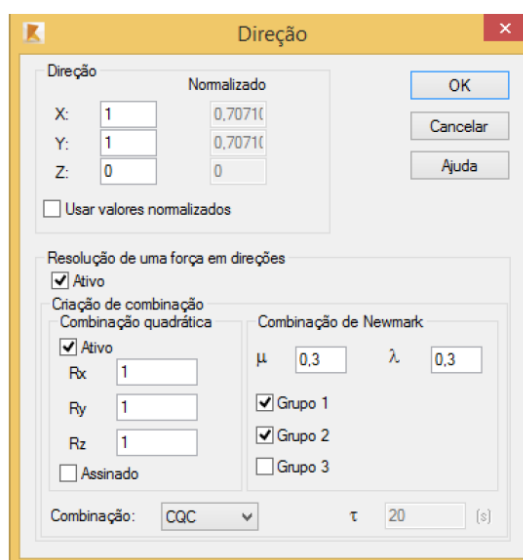 Direção
Direção
Normalizado
X: 1 0,7071(
Y: 1 0,7071(
Z: 0 0
Usar valores normalizados
OK
Cancelar
Ajuda
Resolução de uma força em direções
Ativo
Criação de combinação
Combinação quadrática
Ativo
Rx 1
Ry 1
Rz 1
Assinado
Combinação de Newmark
μ 0,3 λ 0,3
Grupo 1
Grupo 2
Grupo 3
Combinação: CQC τ 20 (s)